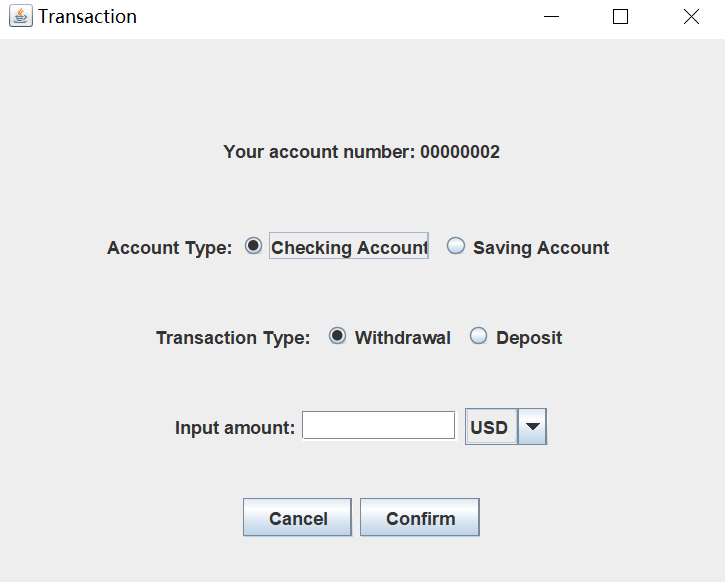 Transaction
Your account number: 00000002
Account Type: Checking Account Saving Account
Transaction Type: Withdrawal Deposit
Input amount: USD
Cancel Confirm